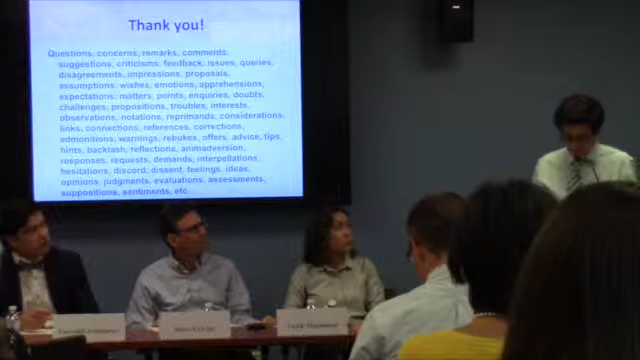 Thank you!
Questions, concerns, remarks, comments,
suggestions, criticisms, feedback, issues, queries,
disagreements, impressions, proposals,
assumptions, wishes, emotions, apprehensions,
expectations, matters, points, enquiries, doubts,
challenges, propositions, troubles, interests,
observations, notations, reprimands, considerations,
links, connections, references, corrections,
admonitions, warnings, rebukes, offers, advice, tips,
hints, backlash, reflections, animadversion,
responses, requests, demands, interpellations,
hesitations, discord, dissent, feelings, ideas,
opinions, judgments, evaluations, assessments,
suppositions, sentiments, etc.